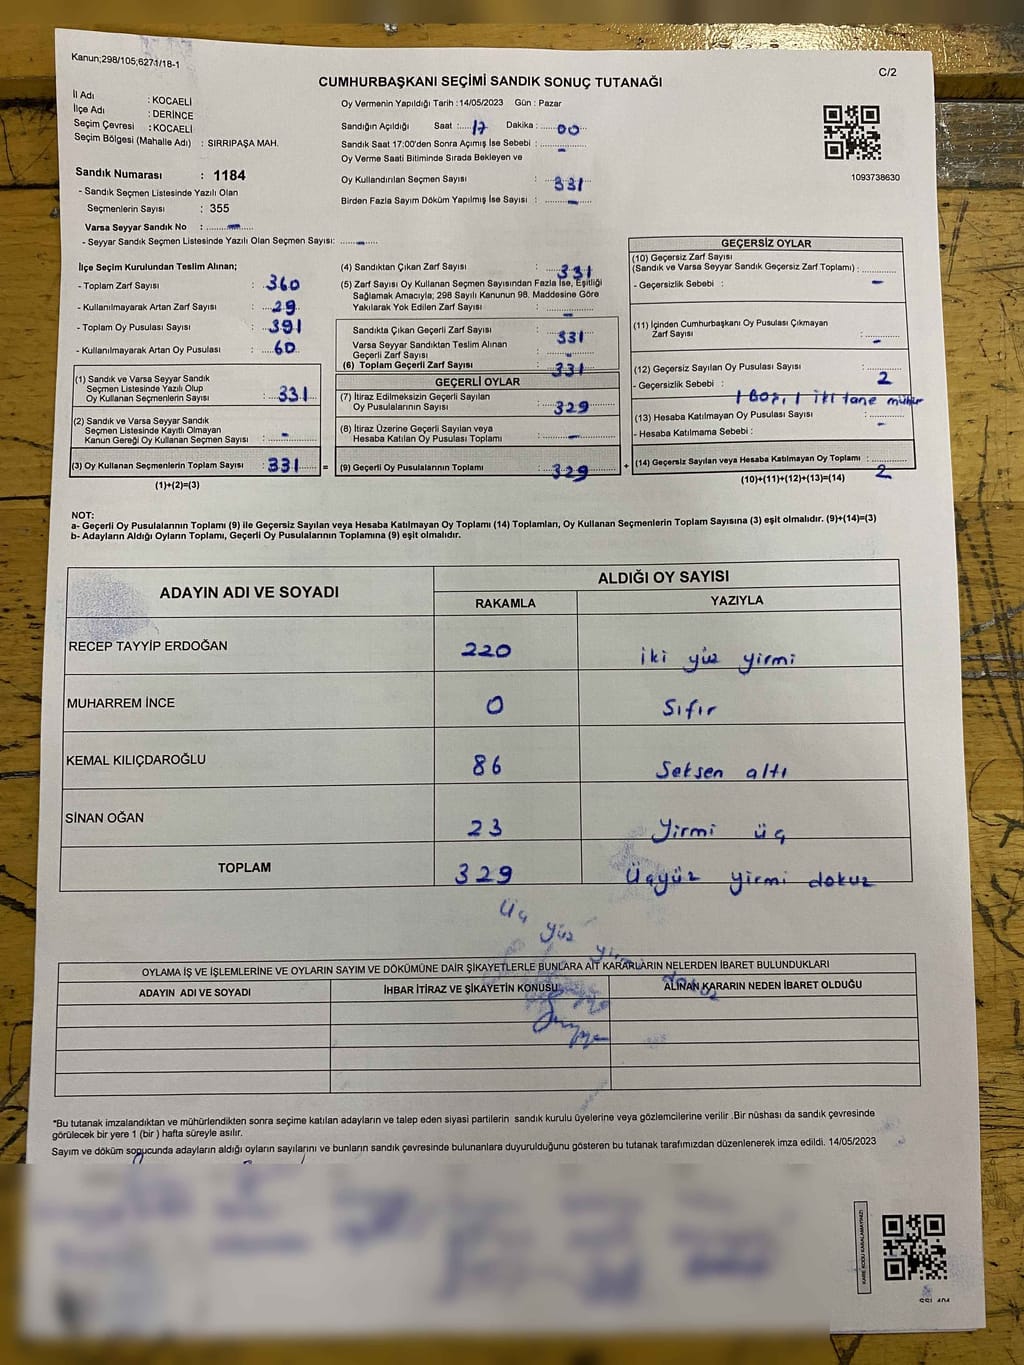 Kanun;298/105;6271/18-1
C/2
CUMHURBAŞKANI SEÇİMİ SANDIK SONUÇ TUTANAĞI
İl Adı : KOCAELİ
İlçe Adı : DERİNCE
Seçim Çevresi : KOCAELİ
Seçim Bölgesi (Mahalle Adı) : SIRRIPAŞA MAH.
Sandık Numarası : 1184
- Sandık Seçmen Listesinde Yazılı Olan
Seçmenlerin Sayısı : 355
Varsa Seyyar Sandık No : -
- Seyyar Sandık Seçmen Listesinde Yazılı Olan Seçmen Sayısı: -
Oy Vermenin Yapıldığı Tarih : 14/05/2023 Gün : Pazar
Sandığın Açıldığı Saat : 17 Dakika : 00
Sandık Saat 17:00'den Sonra Açımış İse Sebebi : -
Oy Verme Saati Bitiminde Sırada Bekleyen ve
Oy Kullandırılan Seçmen Sayısı : 331
Birden Fazla Sayım Döküm Yapılmış İse Sayısı : -
1093738630
İlçe Seçim Kurulundan Teslim Alınan;
- Toplam Zarf Sayısı : 360
- Kullanılmayarak Artan Zarf Sayısı : 29
- Toplam Oy Pusulası Sayısı : 391
- Kullanılmayarak Artan Oy Pusulası : 60
(1) Sandık ve Varsa Seyyar Sandık
Seçmen Listesinde Yazılı Olup
Oy Kullanan Seçmenlerin Sayısı : 331
(2) Sandık ve Varsa Seyyar Sandık
Seçmen Listesinde Kayıtlı Olmayan
Kanun Gereği Oy Kullanan Seçmen Sayısı : -
(3) Oy Kullanan Seçmenlerin Toplam Sayısı : 331 =
(1)+(2)=(3)
(4) Sandıktan Çıkan Zarf Sayısı : 331
(5) Zarf Sayısı Oy Kullanan Seçmen Sayısından Fazla İse, Eşitliği
Sağlamak Amacıyla; 298 Sayılı Kanunun 98. Maddesine Göre
Yakılarak Yok Edilen Zarf Sayısı : -
Sandıkta Çıkan Geçerli Zarf Sayısı : 331
Varsa Seyyar Sandıktan Teslim Alınan
Geçerli Zarf Sayısı : -
(6) Toplam Geçerli Zarf Sayısı : 331
GEÇERLİ OYLAR
(7) İtiraz Edilmeksizin Geçerli Sayılan
Oy Pusulalarının Sayısı : 329
(8) İtiraz Üzerine Geçerli Sayılan veya
Hesaba Katılan Oy Pusulası Toplamı : -
(9) Geçerli Oy Pusulalarının Toplamı : 329 +
GEÇERSİZ OYLAR
(10) Geçersiz Zarf Sayısı
(Sandık ve Varsa Seyyar Sandık Geçersiz Zarf Toplamı) :
- Geçersizlik Sebebi : -
(11) İçinden Cumhurbaşkanı Oy Pusulası Çıkmayan
Zarf Sayısı : -
(12) Geçersiz Sayılan Oy Pusulası Sayısı : 2
- Geçersizlik Sebebi : 1 Boş, 1 iki tane mühür
(13) Hesaba Katılmayan Oy Pusulası Sayısı : -
- Hesaba Katılmama Sebebi :
(14) Geçersiz Sayılan veya Hesaba Katılmayan Oy Toplamı : 2
(10)+(11)+(12)+(13)=(14)
NOT:
a- Geçerli Oy Pusulalarının Toplamı (9) ile Geçersiz Sayılan veya Hesaba Katılmayan Oy Toplamı (14) Toplamları, Oy Kullanan Seçmenlerin Toplam Sayısına (3) eşit olmalıdır. (9)+(14)=(3)
b- Adayların Aldığı Oyların Toplamı, Geçerli Oy Pusulalarının Toplamına (9) eşit olmalıdır.
ADAYIN ADI VE SOYADI
ALDIĞI OY SAYISI
RAKAMLA
YAZIYLA
RECEP TAYYİP ERDOĞAN 220 iki yüz yirmi
MUHARREM İNCE 0 Sıfır
KEMAL KILIÇDAROĞLU 86 Seksen altı
SİNAN OĞAN 23 Yirmi üç
TOPLAM 329 Üçyüz yirmi dokuz
Üç yüz yirmi dokuz
OYLAMA İŞ VE İŞLEMLERİNE VE OYLARIN SAYIM VE DÖKÜMÜNE DAİR ŞİKAYETLERLE BUNLARA AİT KARARLARIN NELERDEN İBARET BULUNDUKLARI
ADAYIN ADI VE SOYADI
İHBAR İTİRAZ VE ŞİKAYETİN KONUSU
ALINAN KARARIN NEDEN İBARET OLDUĞU
*Bu tutanak imzalandıktan ve mühürlendikten sonra seçime katılan adayların ve talep eden siyasi partilerin sandık kurulu üyelerine veya gözlemcilerine verilir .Bir nüshası da sandık çevresinde
görülecek bir yere 1 (bir ) hafta süreyle asılır.
Sayım ve döküm sonucunda adayların aldığı oyların sayılarını ve bunların sandık çevresinde bulunanlara duyurulduğunu gösteren bu tutanak tarafımızdan düzenlenerek imza edildi. 14/05/2023
KARE KODU KARALAMAYINIZ!